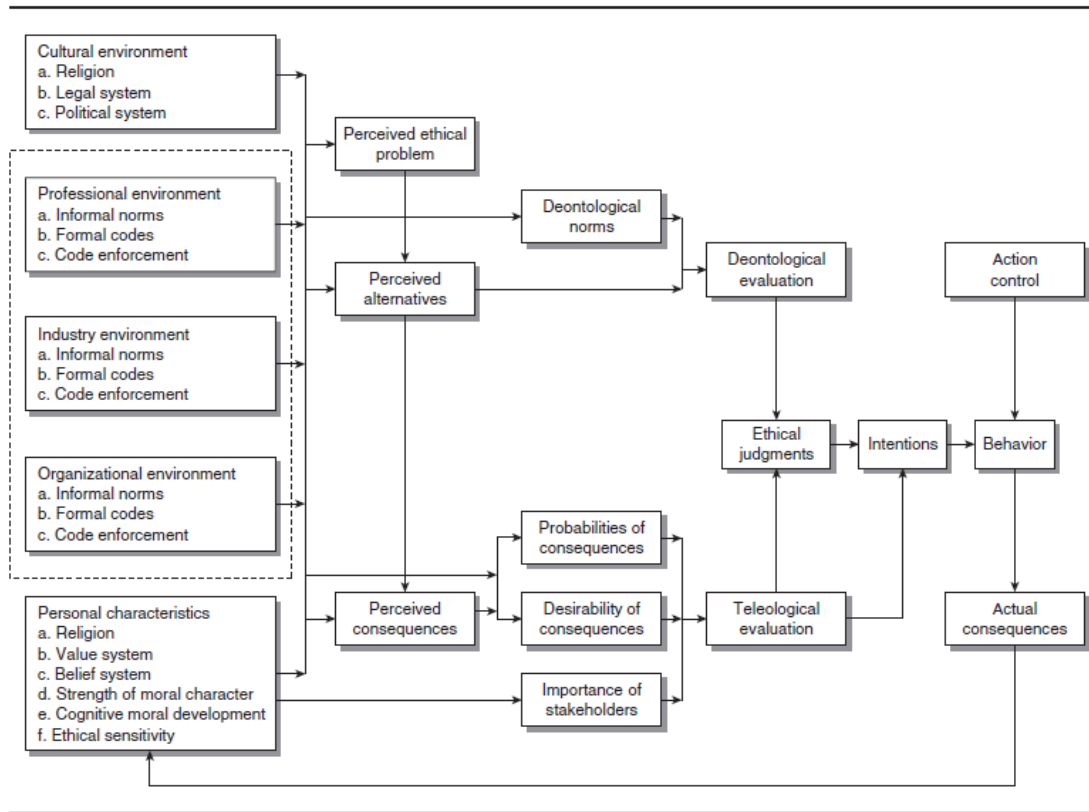 Cultural environment
a. Religion
b. Legal system
c. Political system
Perceived ethical
problem
Professional environment
a. Informal norms
b. Formal codes
c. Code enforcement
Deontological
norms
Perceived
alternatives
Deontological
evaluation
Action
control
Industry environment
a. Informal norms
b. Formal codes
c. Code enforcement
Ethical
judgments
Intentions
Behavior
Organizational environment
a. Informal norms
b. Formal codes
c. Code enforcement
Probabilities of
consequences
Perceived
consequences
Desirability of
consequences
Teleological
evaluation
Actual
consequences
Personal characteristics
a. Religion
b. Value system
c. Belief system
d. Strength of moral character
e. Cognitive moral development
f. Ethical sensitivity
Importance of
stakeholders